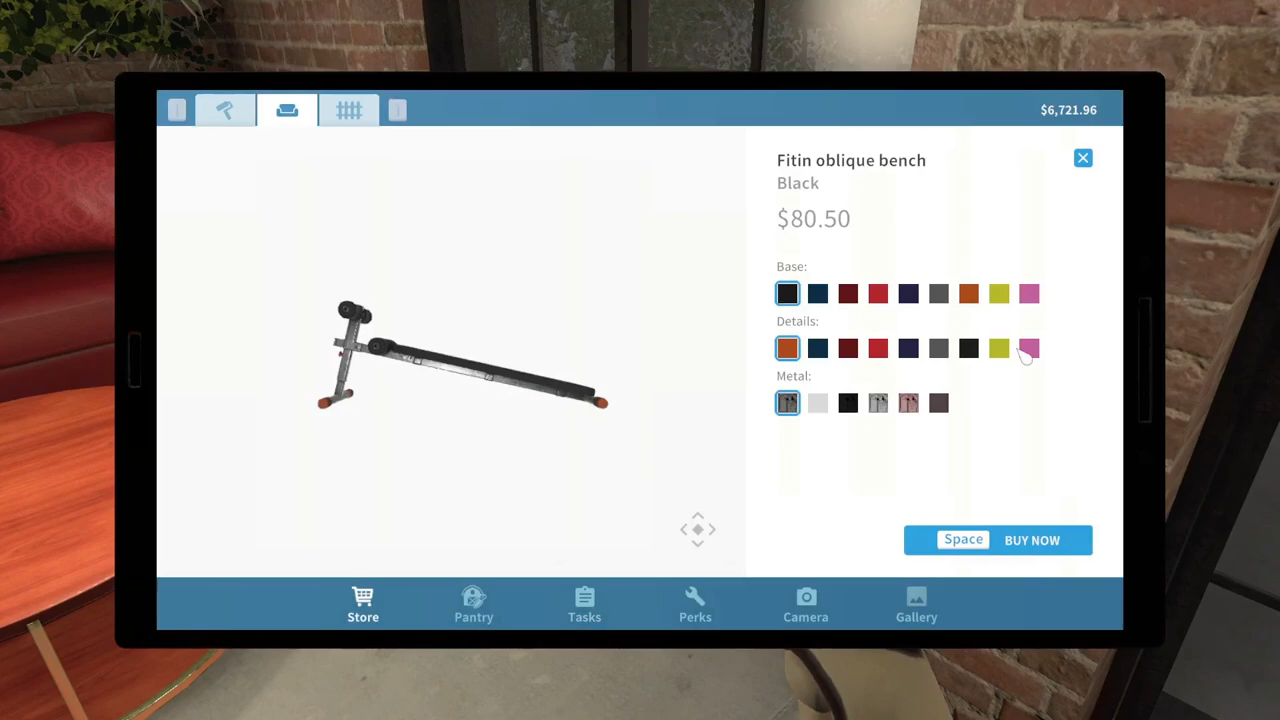 $6,721.96
Fitin oblique bench
Black
$80.50
Base:
Details:
Metal:
Space BUY NOW
Store Pantry Tasks Perks Camera Gallery